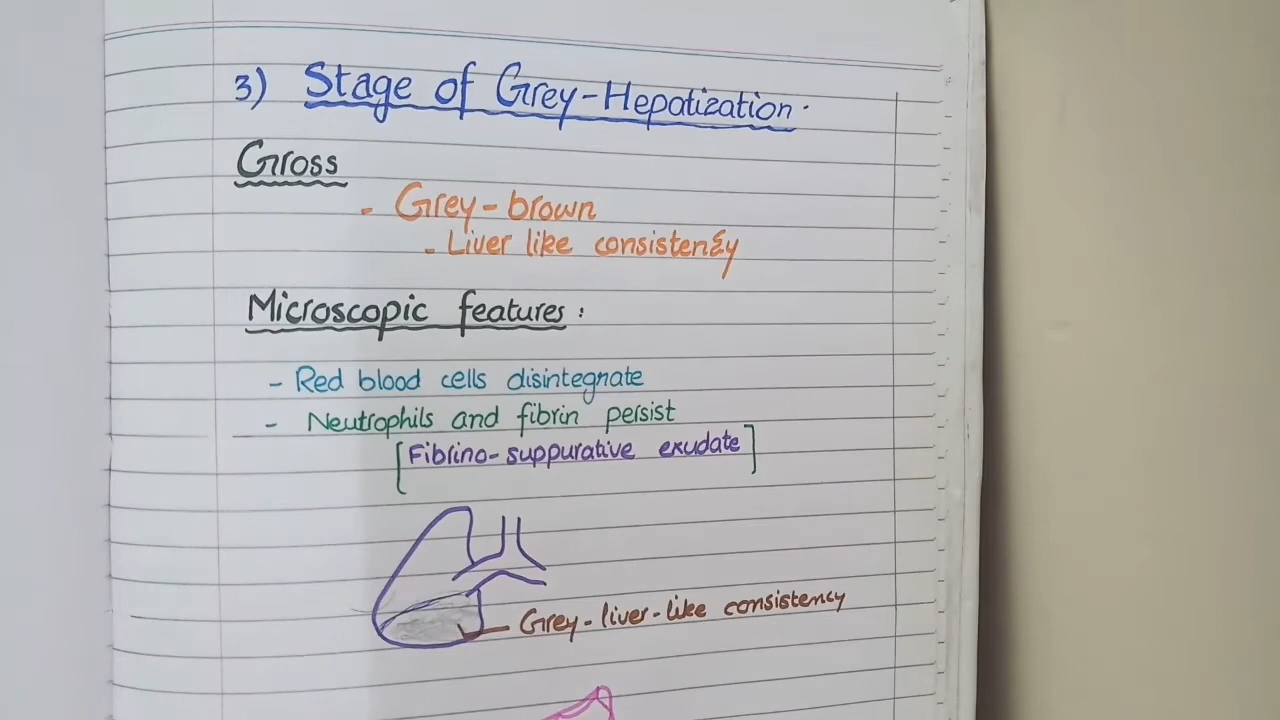 3) Stage of Grey-Hepatization.
Gross
- Grey-brown
- Liver like consistency
Microscopic features :
- Red blood cells disintegrate
- Neutrophils and fibrin persist
[Fibrino-suppurative exudate]
Grey-liver-like consistency